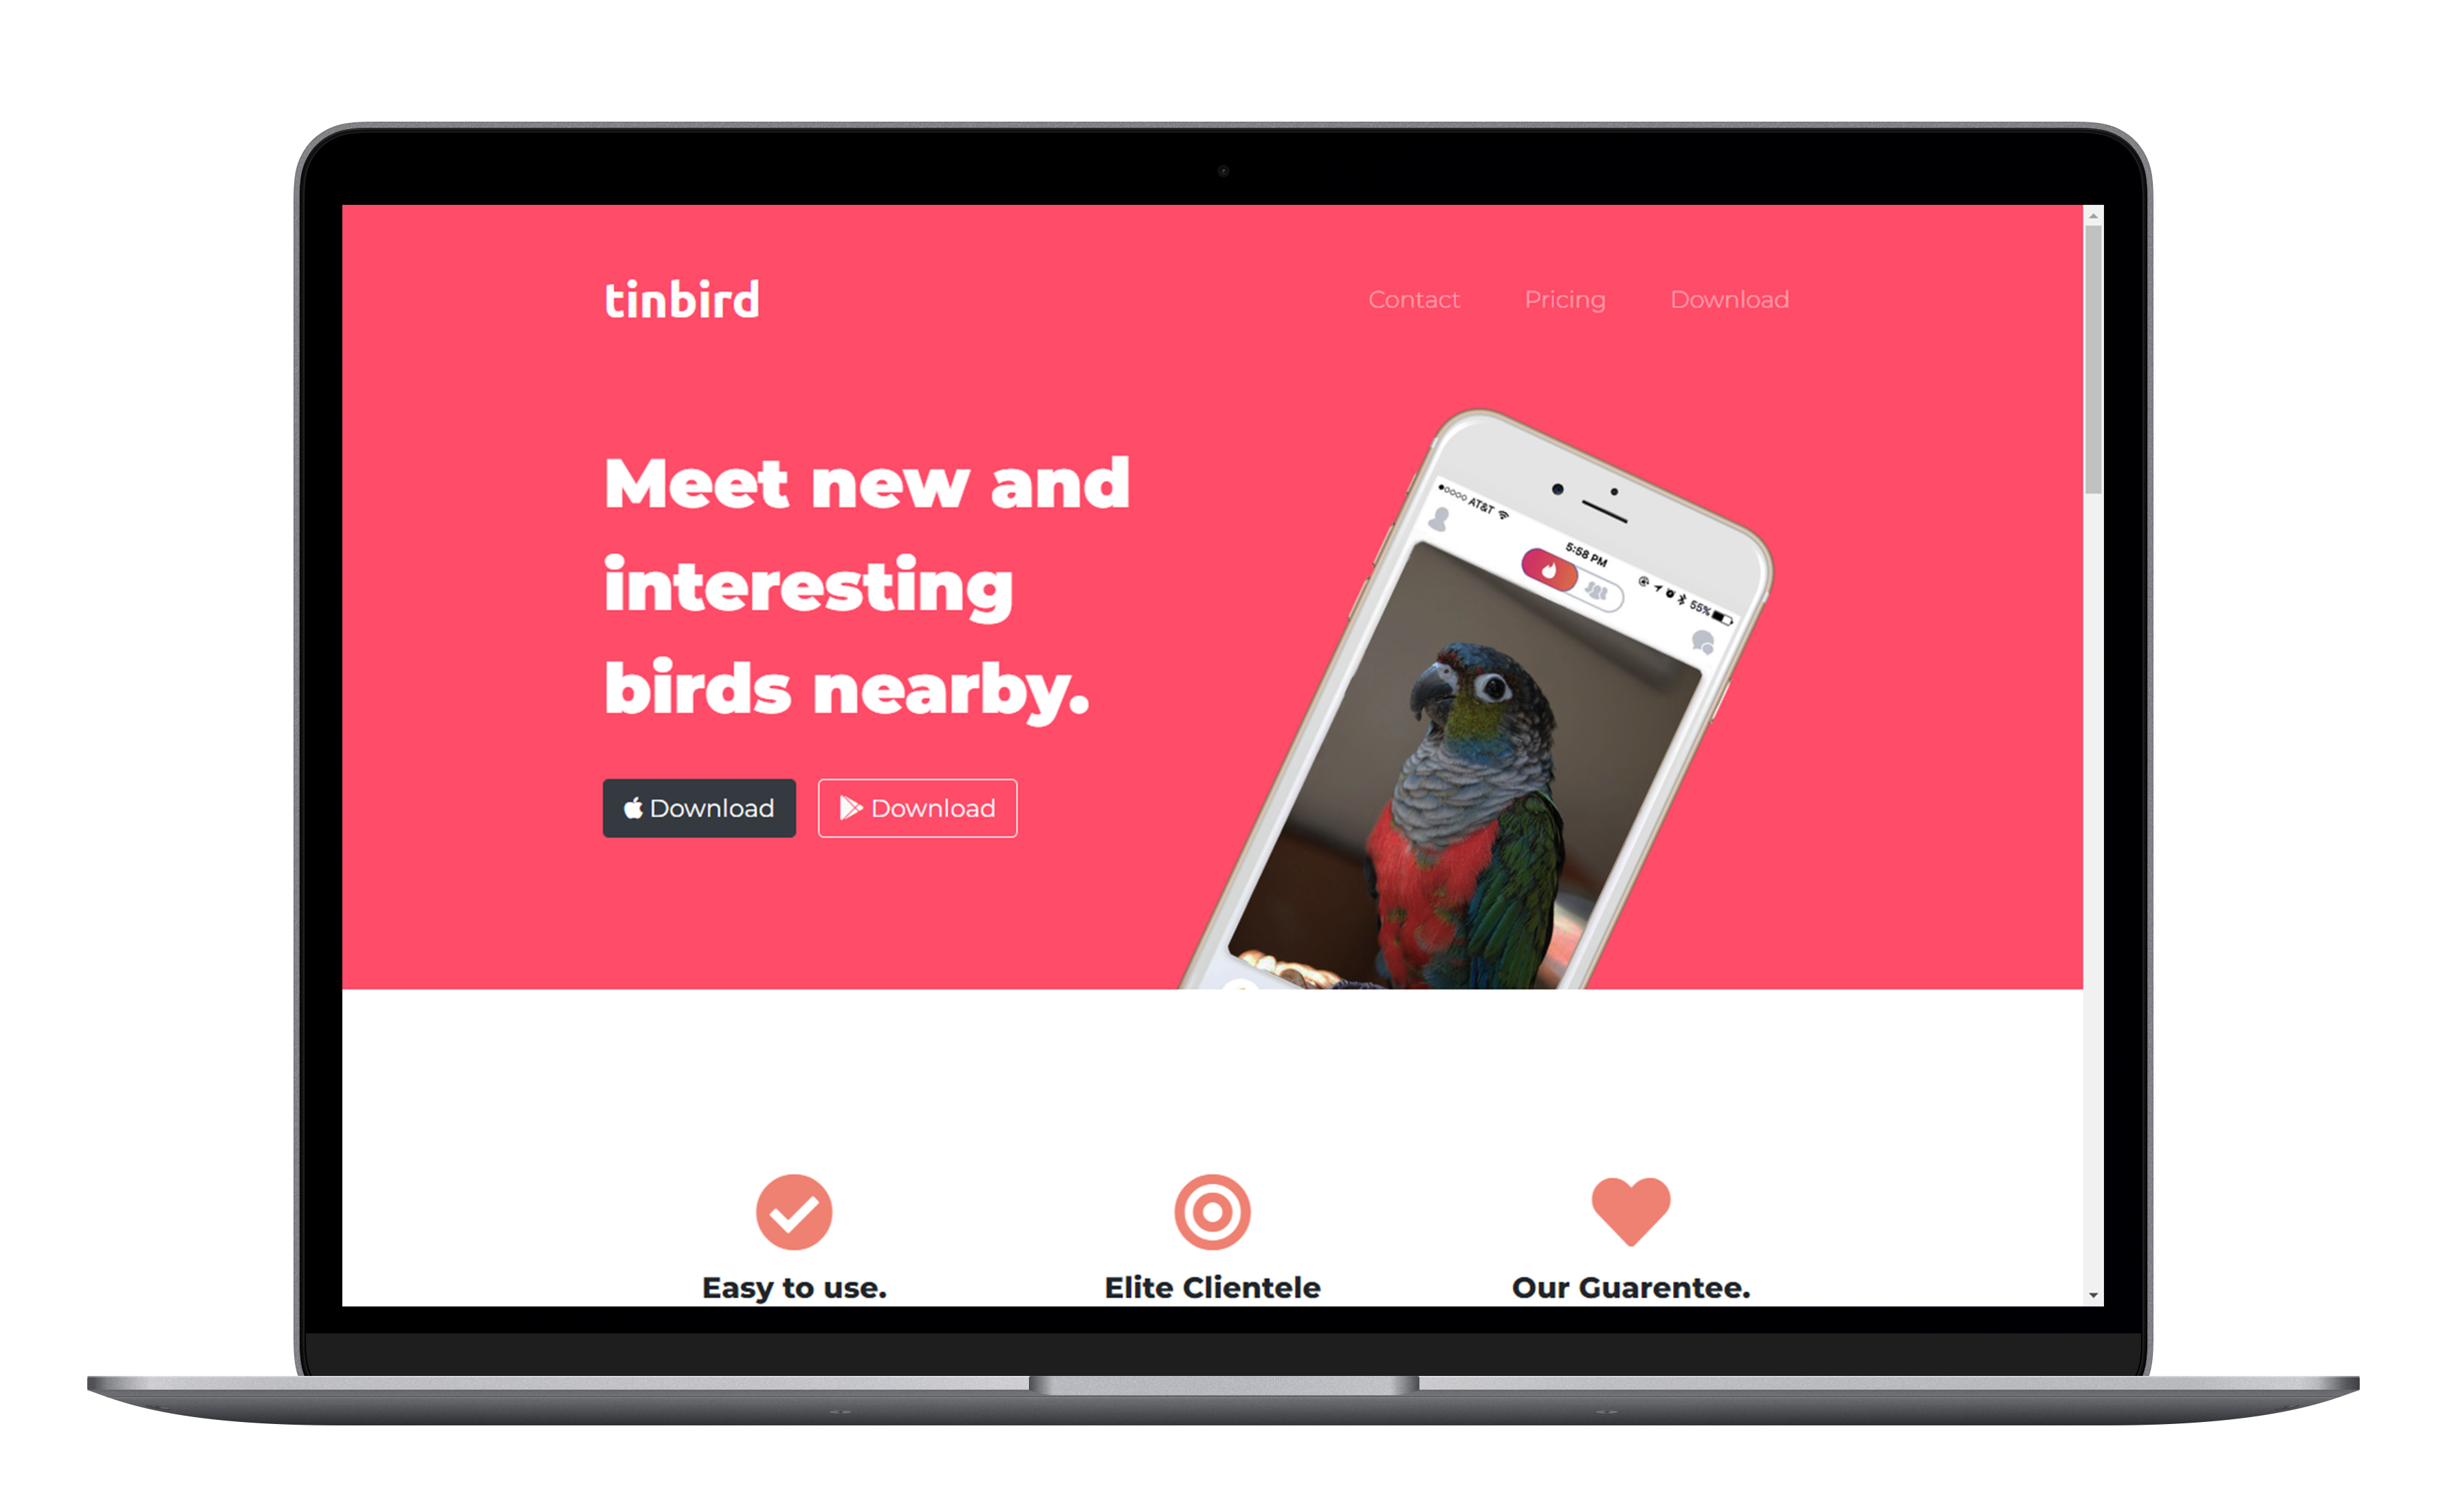 tinbird
Contact Pricing Download
Meet new and
interesting
birds nearby.
Download Download
AT&T 5:58 PM 55%
Easy to use. Elite Clientele Our Guarentee.